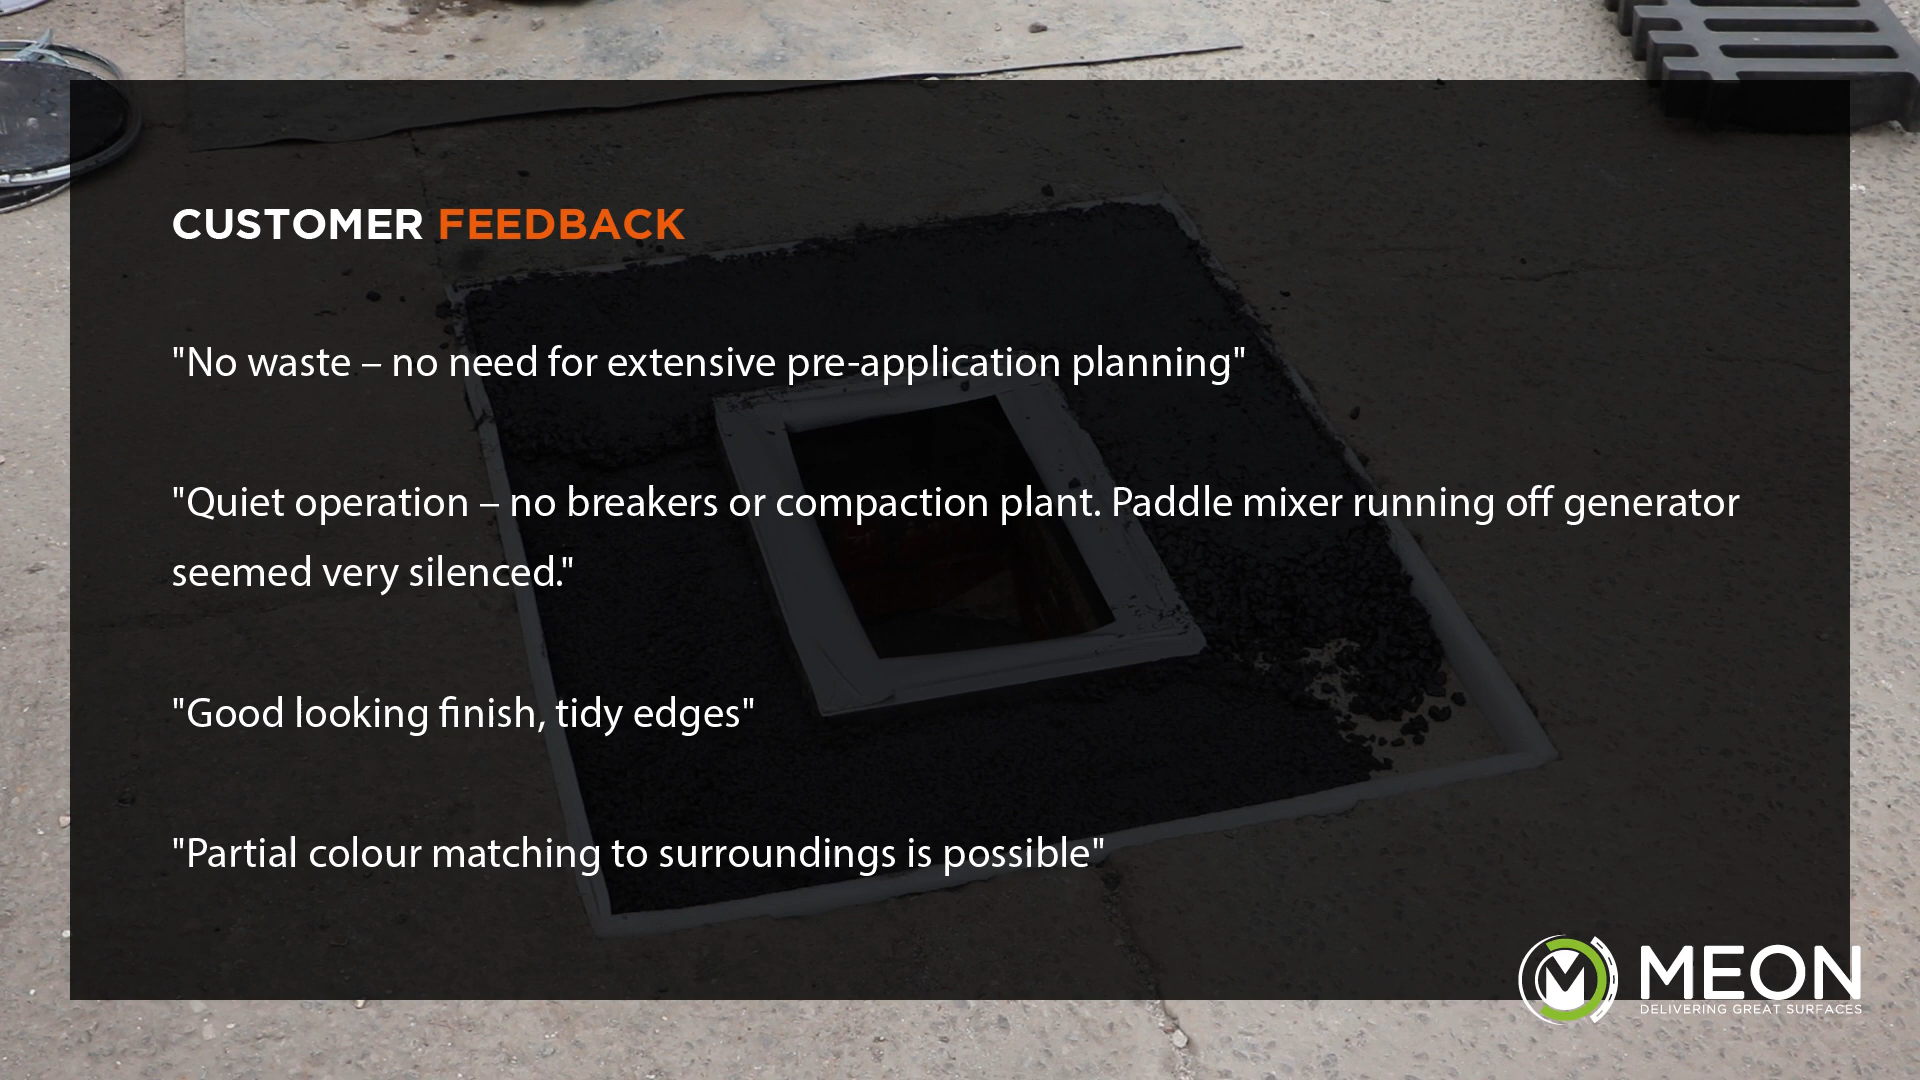 CUSTOMER FEEDBACK
"No waste – no need for extensive pre-application planning"
"Quiet operation – no breakers or compaction plant. Paddle mixer running off generator
seemed very silenced."
"Good looking finish, tidy edges"
"Partial colour matching to surroundings is possible"
MEON
DELIVERING GREAT SURFACES